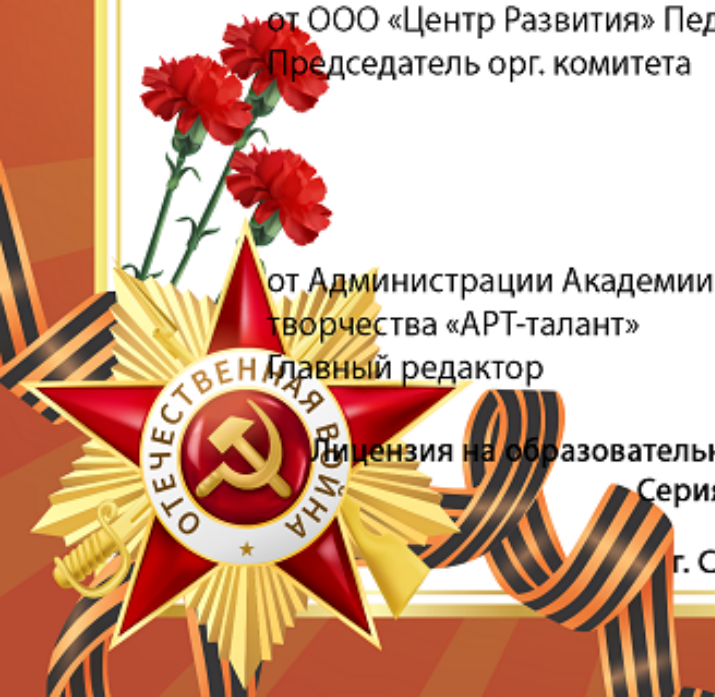 от ООО «Центр Развития» Пед
Председатель орг. комитета
от Администрации Академии
творчества «АРТ-талант»
Главный редактор
ОТЕЧЕСТВЕННАЯ ВОЙНА
Лицензия на образовательн
Серия
г. С